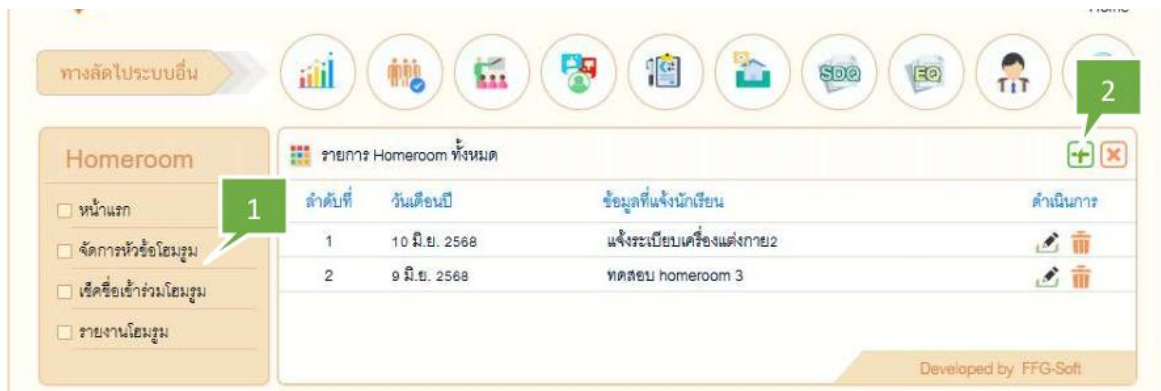 ทางลัดไประบบอื่น
SDQ
EQ
2
Homeroom
1
หน้าแรก
จัดการหัวข้อโฮมรูม
เช็คชื่อเข้าร่วมโฮมรูม
รายงานโฮมรูม
รายการ Homeroom ทั้งหมด
ลำดับที่ วันเดือนปี ข้อมูลที่แจ้งนักเรียน ดำเนินการ
1 10 มิ.ย. 2568 แจ้งระเบียบเครื่องแต่งกาย2
2 9 มิ.ย. 2568 ทดสอบ homeroom 3
Developed by FFG-Soft